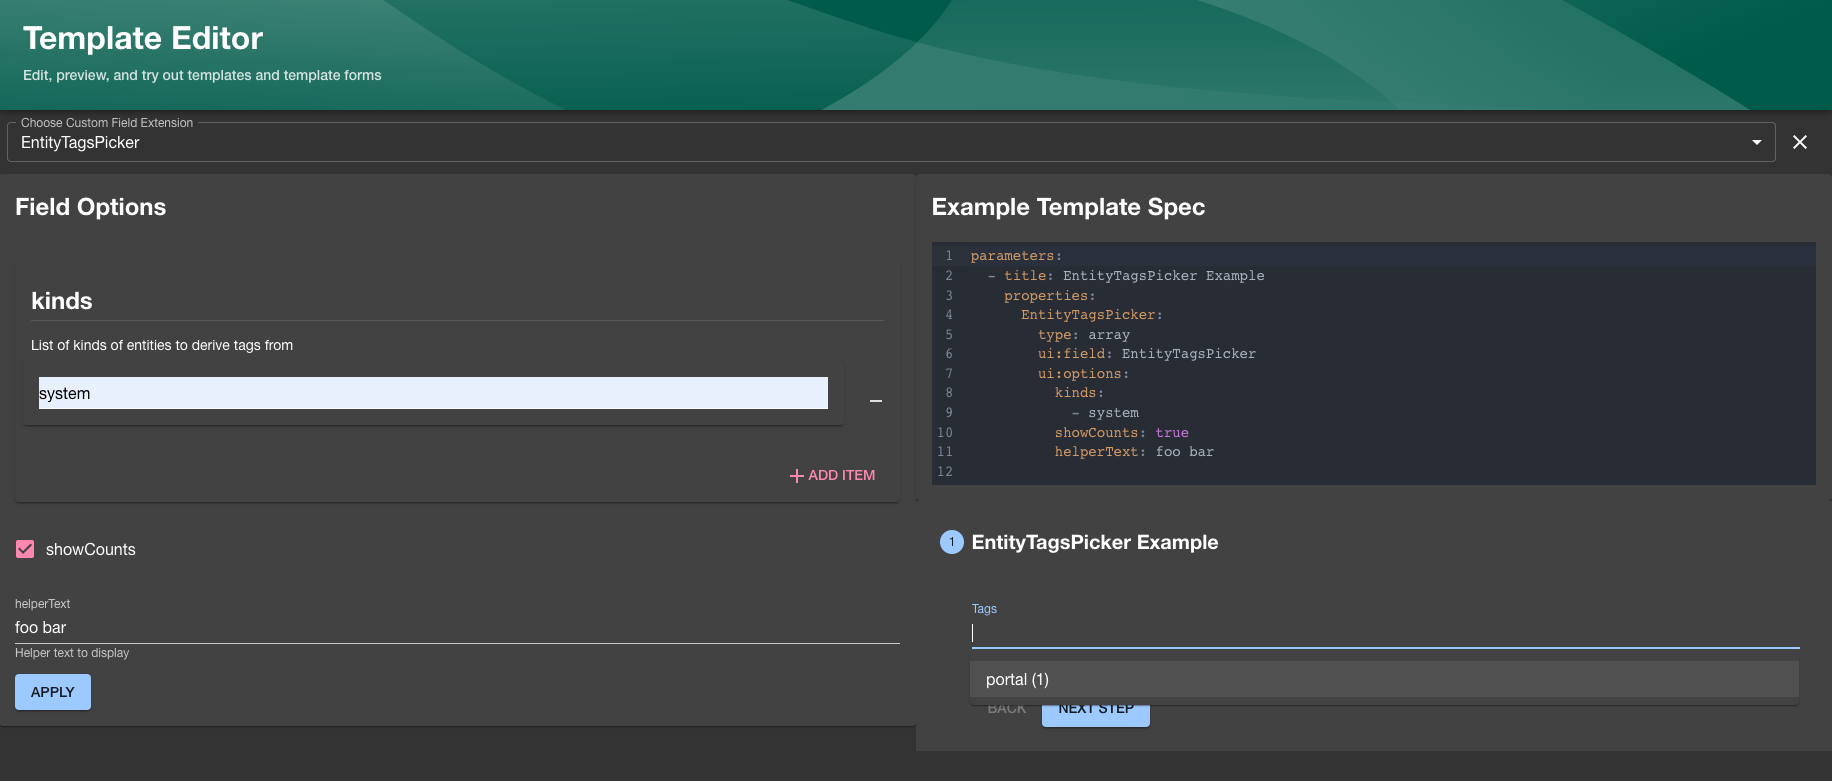 Template Editor
Edit, preview, and try out templates and template forms
Choose Custom Field Extension
EntityTagsPicker
Field Options
kinds
List of kinds of entities to derive tags from
system
ADD ITEM
showCounts
helperText
foo bar
Helper text to display
APPLY
Example Template Spec
1 parameters:
2   - title: EntityTagsPicker Example
3     properties:
4       EntityTagsPicker:
5         type: array
6         ui:field: EntityTagsPicker
7         ui:options:
8           kinds:
9             - system
10           showCounts: true
11           helperText: foo bar
12
1 EntityTagsPicker Example
Tags
portal (1)
BACK NEXT STEP